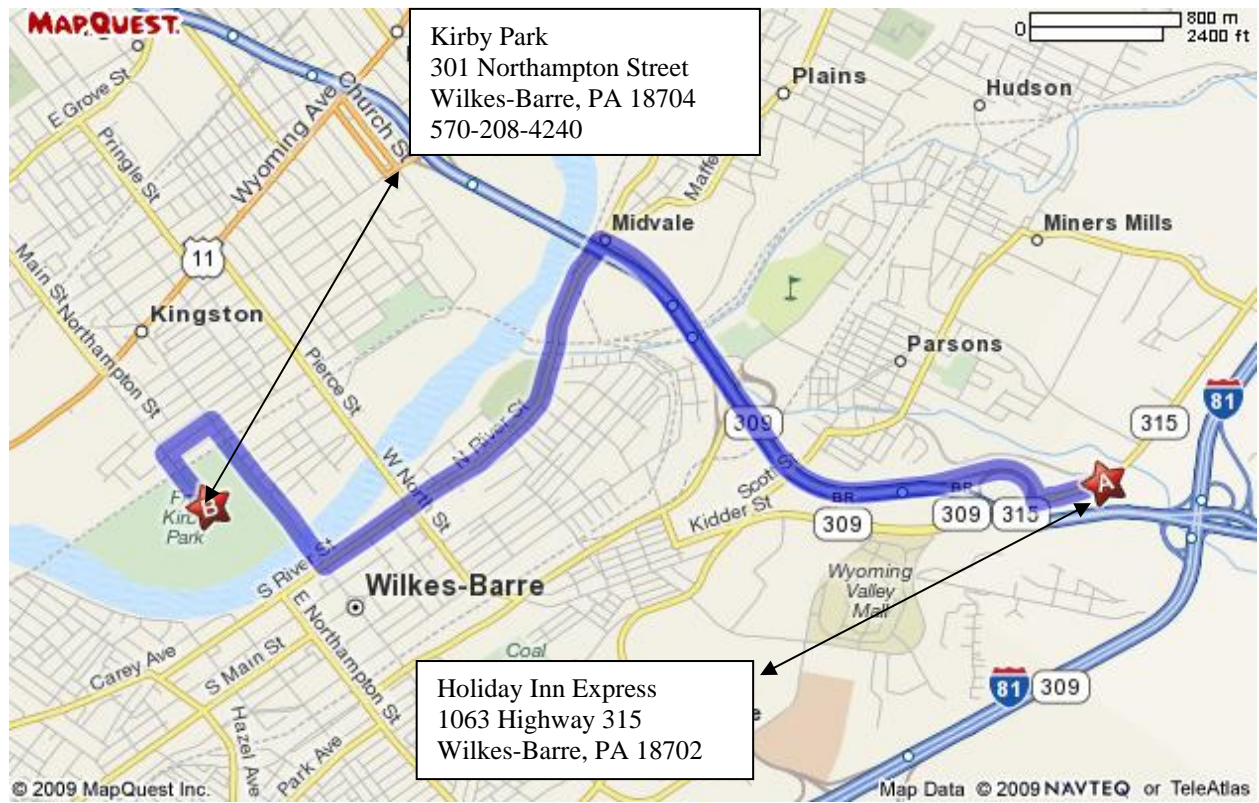 MAPQUEST.
0
800 m
2400 ft
Kirby Park
301 Northampton Street
Wilkes-Barre, PA 18704
570-208-4240
E Grove St
Pringle St
Wyoming Ave
Church St
Plains
Hudson
Maffe
Midvale
Miners Mills
11
Main St
Kingston
Northampton St
Pierce St
Parsons
N River St
W North St
309
315
81
Scott St
Kidder St
BR
BR
309
309
315
A
B
Kirby
Park
S River St
Wilkes-Barre
Wyoming
Valley
Mall
E Northampton St
Carey Ave
S Main St
Coal
Hazel Ave
Park Ave
81
309
Holiday Inn Express
1063 Highway 315
Wilkes-Barre, PA 18702
e
© 2009 MapQuest Inc.
Map Data © 2009 NAVTEQ or TeleAtlas